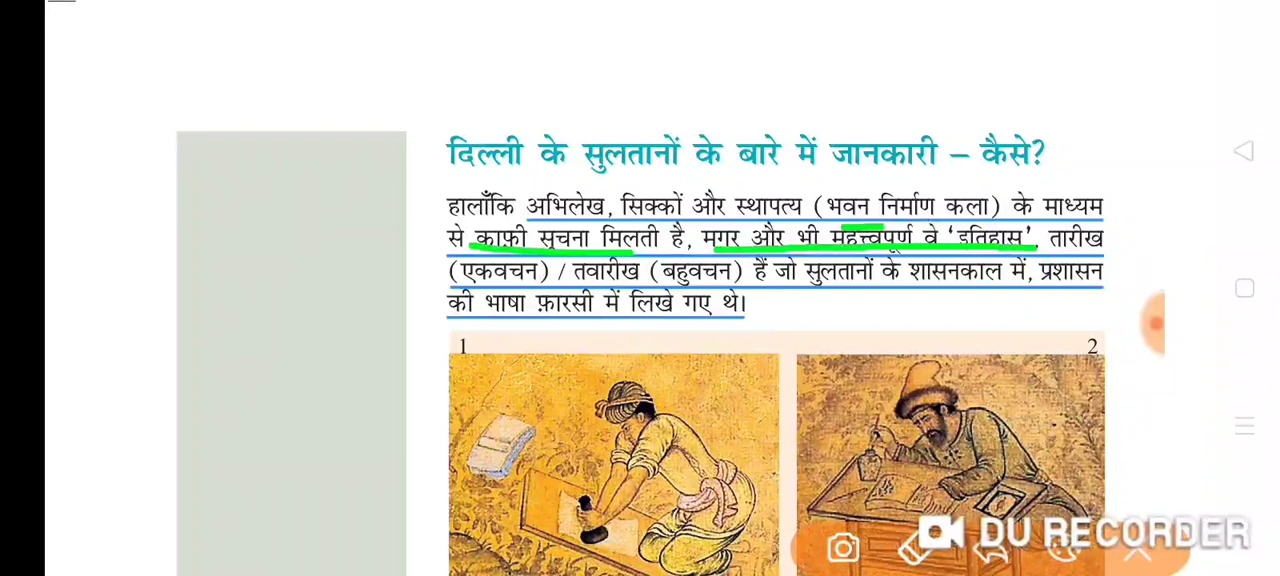 दिल्ली के सुलतानों के बारे में जानकारी – कैसे?
हालाँकि अभिलेख, सिक्कों और स्थापत्य (भवन निर्माण कला) के माध्यम
से काफ़ी सूचना मिलती है, मगर और भी महत्त्वपूर्ण वे ‘इतिहास’, तारीख
(एकवचन) / तवारीख (बहुवचन) हैं जो सुलतानों के शासनकाल में, प्रशासन
की भाषा फ़ारसी में लिखे गए थे।
1
2
DU RECORDER